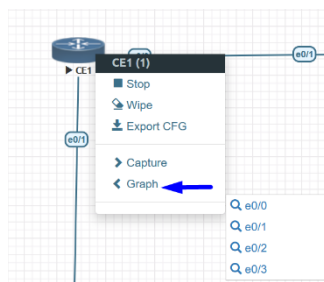 CE1 (1)
e0/1
CE1
Stop
Wipe
Export CFG
e0/1
Capture
Graph
e0/0
e0/1
e0/2
e0/3